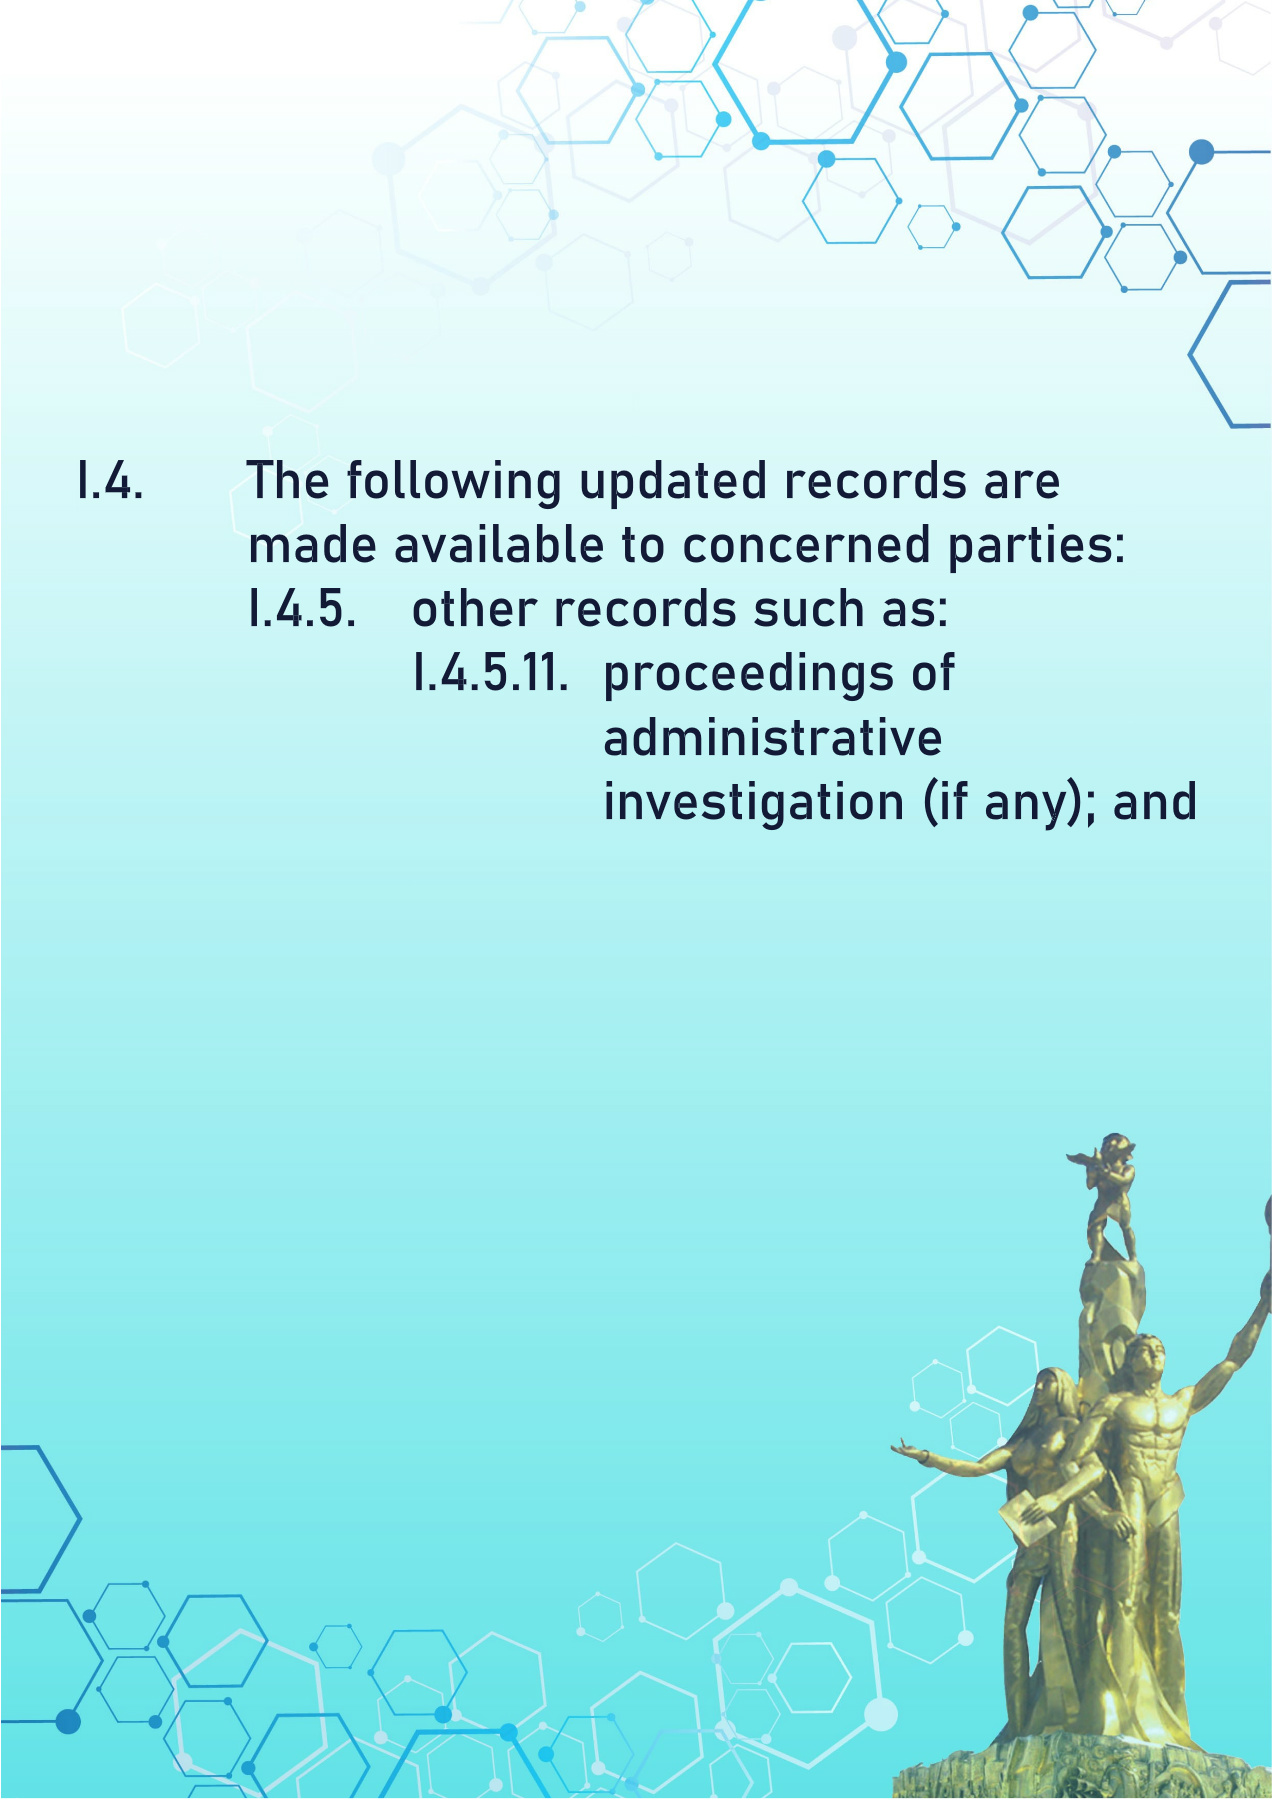 I.4. The following updated records are
made available to concerned parties:
I.4.5. other records such as:
I.4.5.11. proceedings of
administrative
investigation (if any); and